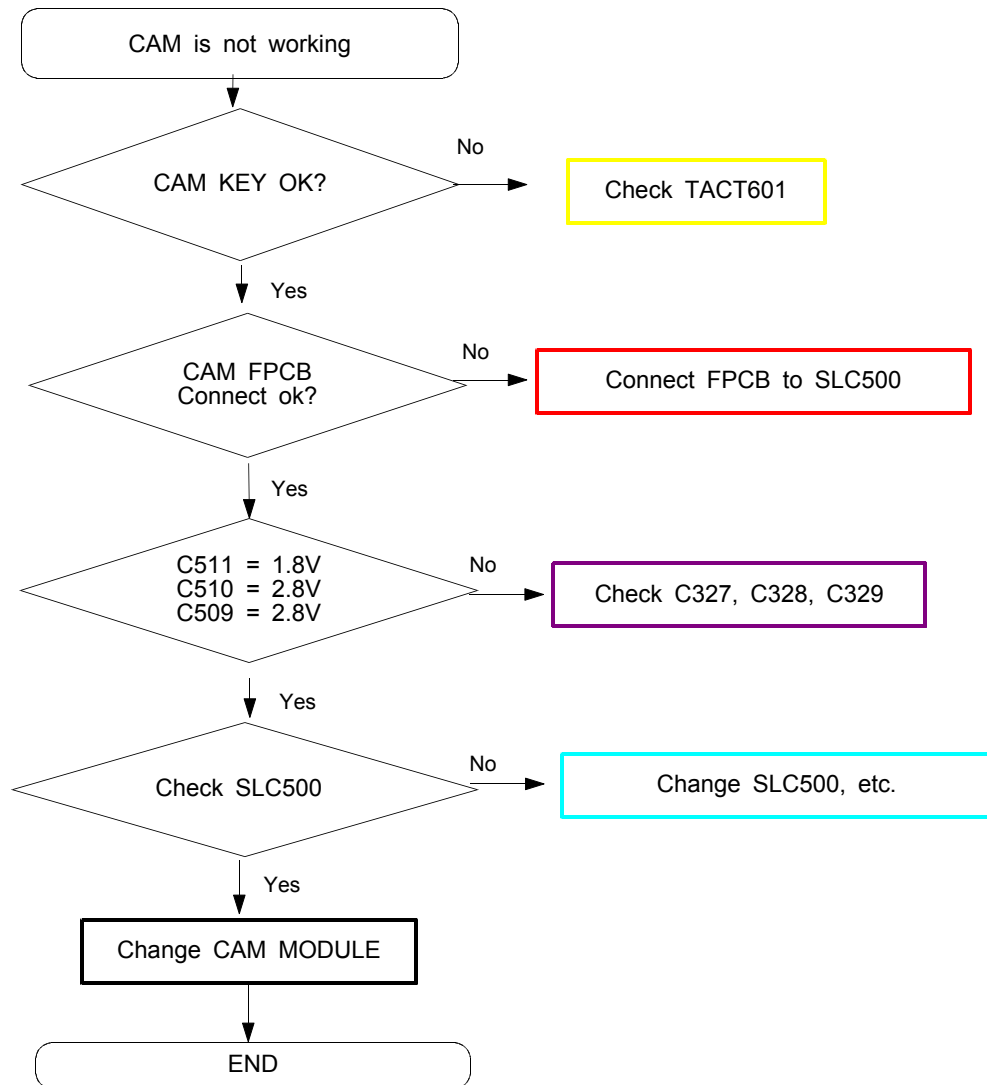 CAM is not working
CAM KEY OK?
No
Check TACT601
Yes
CAM FPCB
Connect ok?
No
Connect FPCB to SLC500
Yes
C511 = 1.8V
C510 = 2.8V
C509 = 2.8V
No
Check C327, C328, C329
Yes
Check SLC500
No
Change SLC500, etc.
Yes
Change CAM MODULE
END